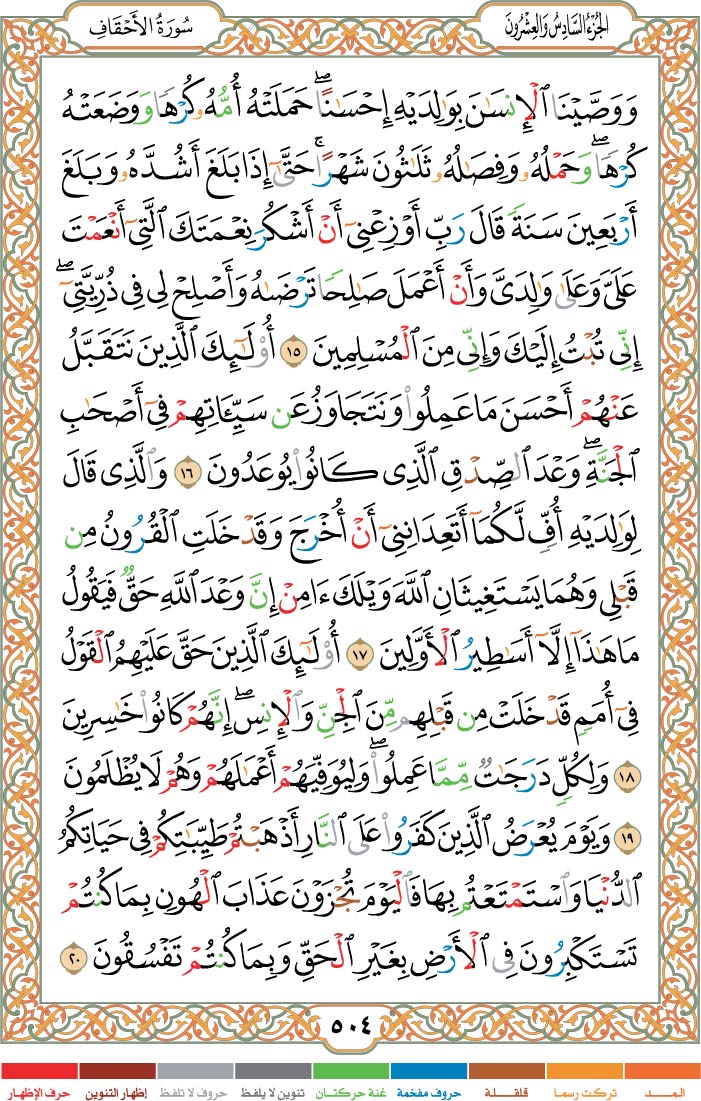 الجُزْءُ السَّادِسُ وَالعِشْرُونَ
سُورَةُ الأَحْقَافِ
وَوَصَّيْنَا ٱلْإِنسَٰنَ بِوَٰلِدَيْهِ إِحْسَٰنًاۖ حَمَلَتْهُ أُمُّهُۥ كُرْهًا وَوَضَعَتْهُ
كُرْهًاۖ وَحَمْلُهُۥ وَفِصَٰلُهُۥ ثَلَٰثُونَ شَهْرًاۚ حَتَّىٰٓ إِذَا بَلَغَ أَشُدَّهُۥ وَبَلَغَ
أَرْبَعِينَ سَنَةً قَالَ رَبِّ أَوْزِعْنِىٓ أَنْ أَشْكُرَ نِعْمَتَكَ ٱلَّتِىٓ أَنْعَمْتَ
عَلَىَّ وَعَلَىٰ وَٰلِدَىَّ وَأَنْ أَعْمَلَ صَٰلِحًا تَرْضَىٰهُ وَأَصْلِحْ لِى فِى ذُرِّيَّتِىٓۖ
إِنِّى تُبْتُ إِلَيْكَ وَإِنِّى مِنَ ٱلْمُسْلِمِينَ ١٥ أُو۟لَٰٓئِكَ ٱلَّذِينَ نَتَقَبَّلُ
عَنْهُمْ أَحْسَنَ مَا عَمِلُوا۟ وَنَتَجَاوَزُ عَن سَيِّـَٔاتِهِمْ فِىٓ أَصْحَٰبِ
ٱلْجَنَّةِۖ وَعْدَ ٱلصِّدْقِ ٱلَّذِى كَانُوا۟ يُوعَدُونَ ١٦ وَٱلَّذِى قَالَ
لِوَٰلِدَيْهِ أُفٍّ لَّكُمَآ أَتَعِدَانِنِىٓ أَنْ أُخْرَجَ وَقَدْ خَلَتِ ٱلْقُرُونُ مِن
قَبْلِى وَهُمَا يَسْتَغِيثَانِ ٱللَّهَ وَيْلَكَ ءَامِنْ إِنَّ وَعْدَ ٱللَّهِ حَقٌّ فَيَقُولُ
مَا هَٰذَآ إِلَّآ أَسَٰطِيرُ ٱلْأَوَّلِينَ ١٧ أُو۟لَٰٓئِكَ ٱلَّذِينَ حَقَّ عَلَيْهِمُ ٱلْقَوْلُ
فِىٓ أُمَمٍ قَدْ خَلَتْ مِن قَبْلِهِم مِّنَ ٱلْجِنِّ وَٱلْإِنسِۖ إِنَّهُمْ كَانُوا۟ خَٰسِرِينَ
١٨ وَلِكُلٍّ دَرَجَٰتٌ مِّمَّا عَمِلُوا۟ۖ وَلِيُوَفِّيَهُمْ أَعْمَٰلَهُمْ وَهُمْ لَا يُظْلَمُونَ
١٩ وَيَوْمَ يُعْرَضُ ٱلَّذِينَ كَفَرُوا۟ عَلَى ٱلنَّارِ أَذْهَبْتُمْ طَيِّبَٰتِكُمْ فِى حَيَاتِكُمُ
ٱلدُّنْيَا وَٱسْتَمْتَعْتُم بِهَا فَٱلْيَوْمَ تُجْزَوْنَ عَذَابَ ٱلْهُونِ بِمَا كُنتُمْ
تَسْتَكْبِرُونَ فِى ٱلْأَرْضِ بِغَيْرِ ٱلْحَقِّ وَبِمَا كُنتُمْ تَفْسُقُونَ ٢٠
٥٠٤
المـــد تركت رسما قلقـلة حروف مفخمة غنة حركتان تنوين لا يلفظ حروف لا تلفظ إظهار التنوين حرف الإظهار